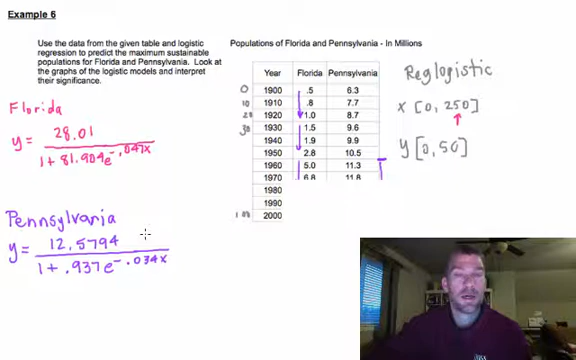 Example 6
Use the data from the given table and logistic
regression to predict the maximum sustainable
populations for Florida and Pennsylvania. Look at
the graphs of the logistic models and interpret
their significance.
Populations of Florida and Pennsylvania - In Millions
Year Florida Pennsylvania
0 1900 .5 6.3
10 1910 .8 7.7
20 1920 1.0 8.7
30 1930 1.5 9.6
1940 1.9 9.9
1950 2.8 10.5
1960 5.0 11.3
1970 6.8 11.8
1980
1990
100 2000
Reglogistic
x [0, 250]
y [0, 50]
Florida
y = 28.01
1 + 81.904e^-.047x
Pennsylvania
y = 12.5794
1 + .937e^-.034x